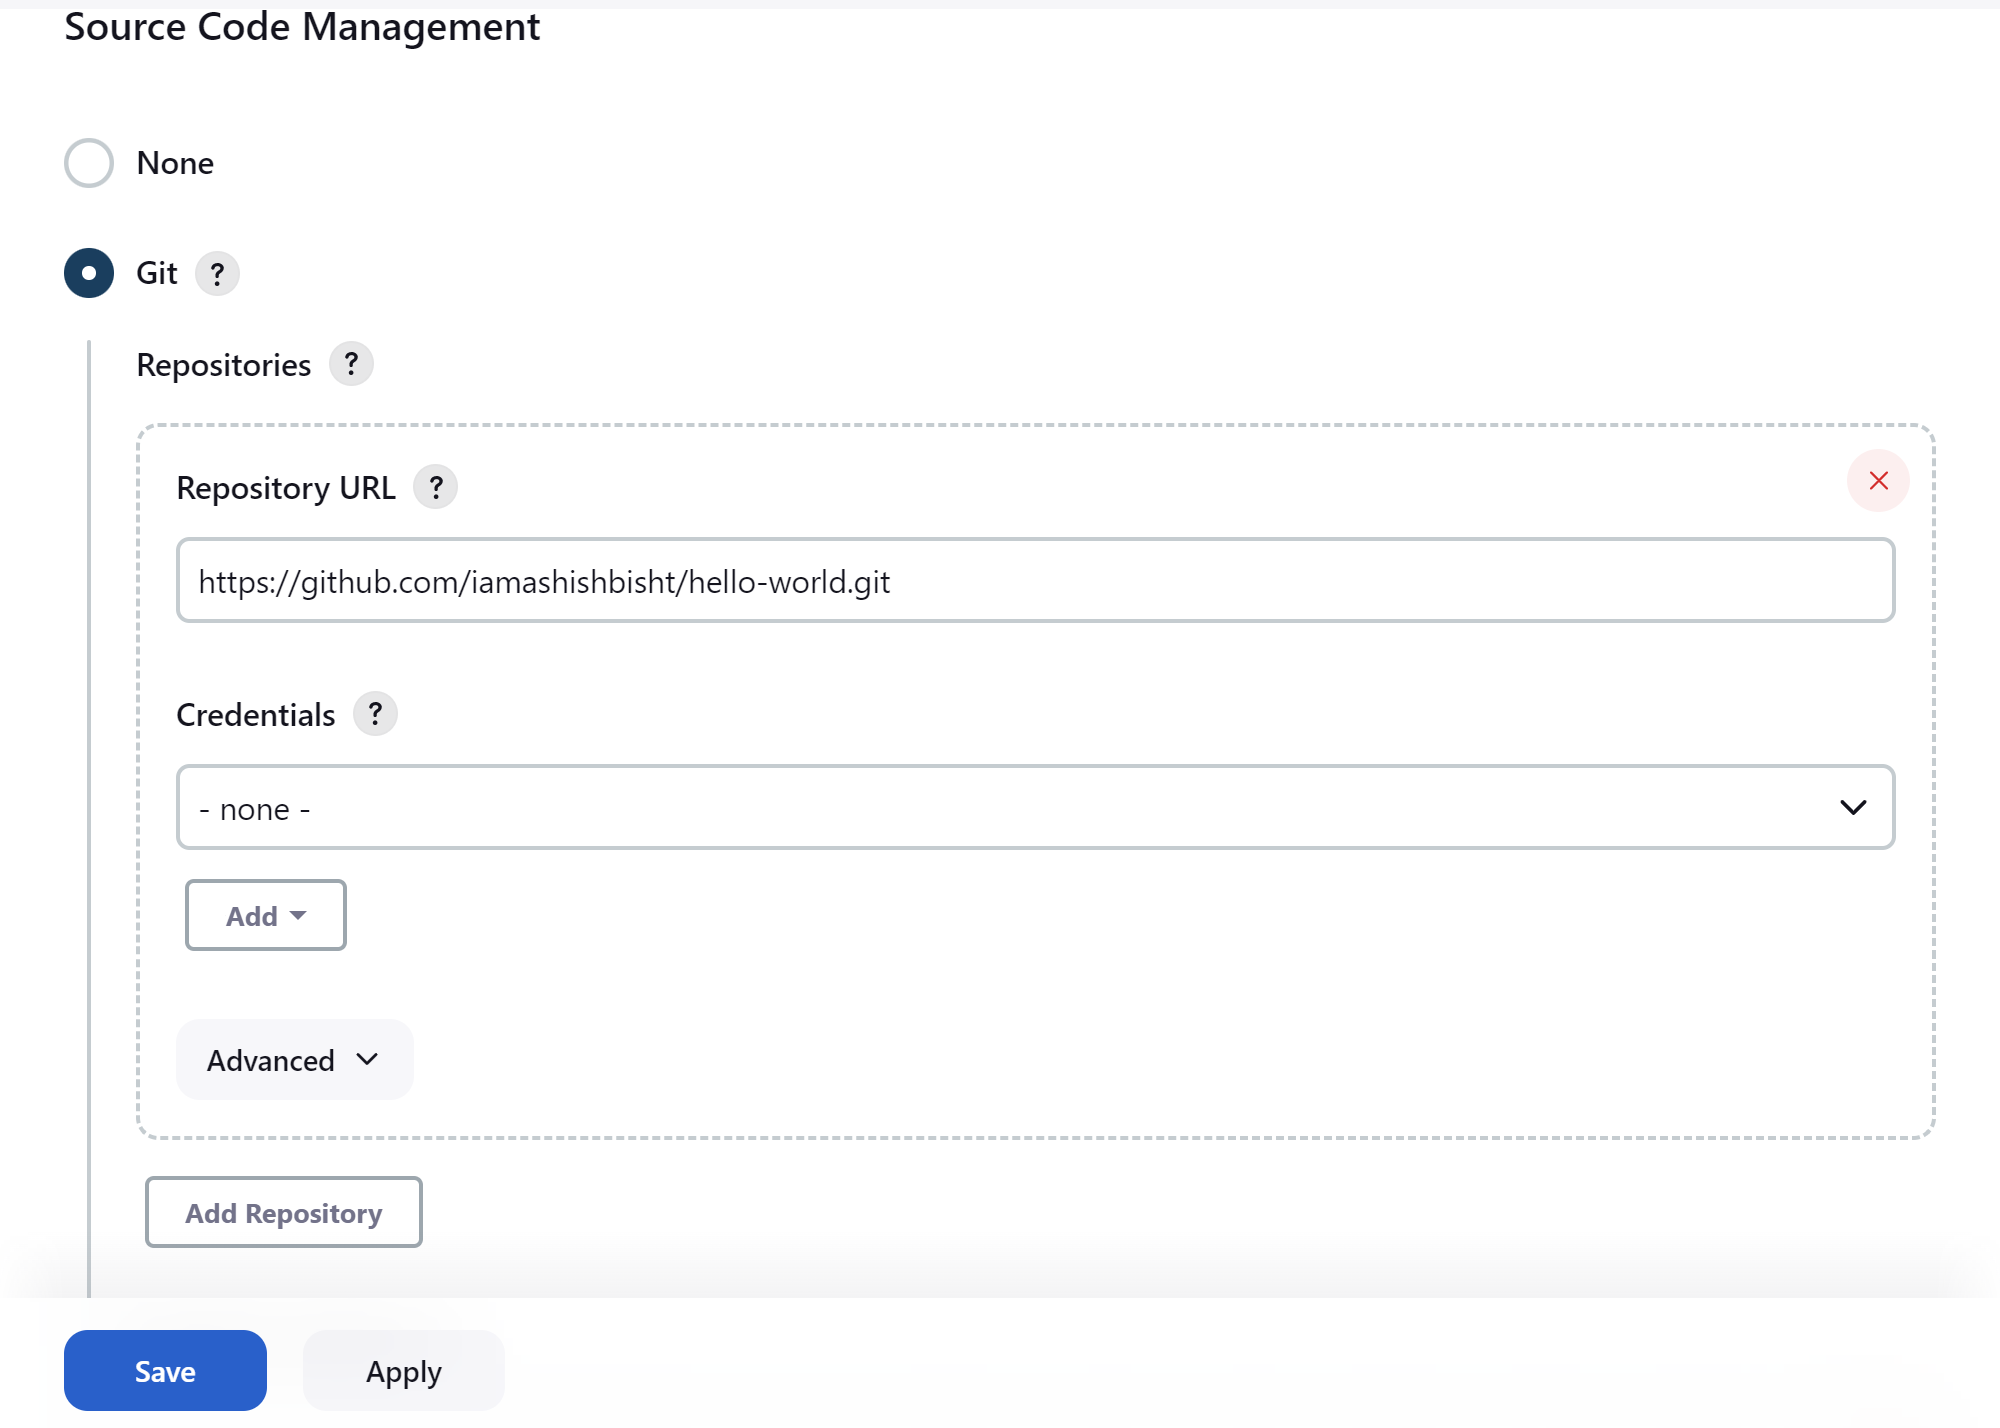 Source Code Management
None
Git ?
Repositories ?
Repository URL ?
https://github.com/iamashishbisht/hello-world.git
Credentials ?
- none -
Add
Advanced
Add Repository
Save Apply